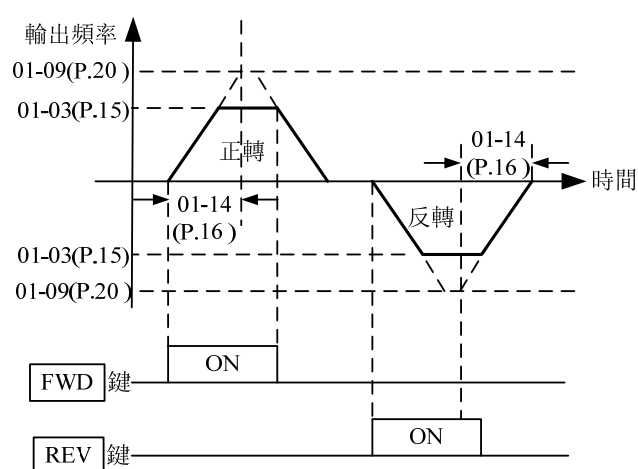 輸出頻率
01-09(P.20)
01-03(P.15)
正轉
01-14
(P.16)
時間
01-14
(P.16)
反轉
01-03(P.15)
01-09(P.20)
ON
FWD 鍵
ON
REV 鍵